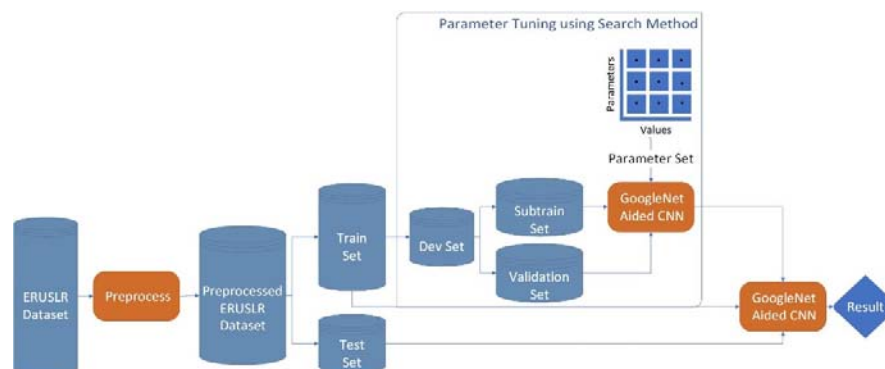 Parameter Tuning using Search Method
Parameters
Values
Parameter Set
GoogleNet
Aided CNN
Subtrain
Set
Train
Set
Dev Set
Validation
Set
ERUSLR
Dataset
Preprocess
Preprocessed
ERUSLR
Dataset
GoogleNet
Aided CNN
Result
Test
Set